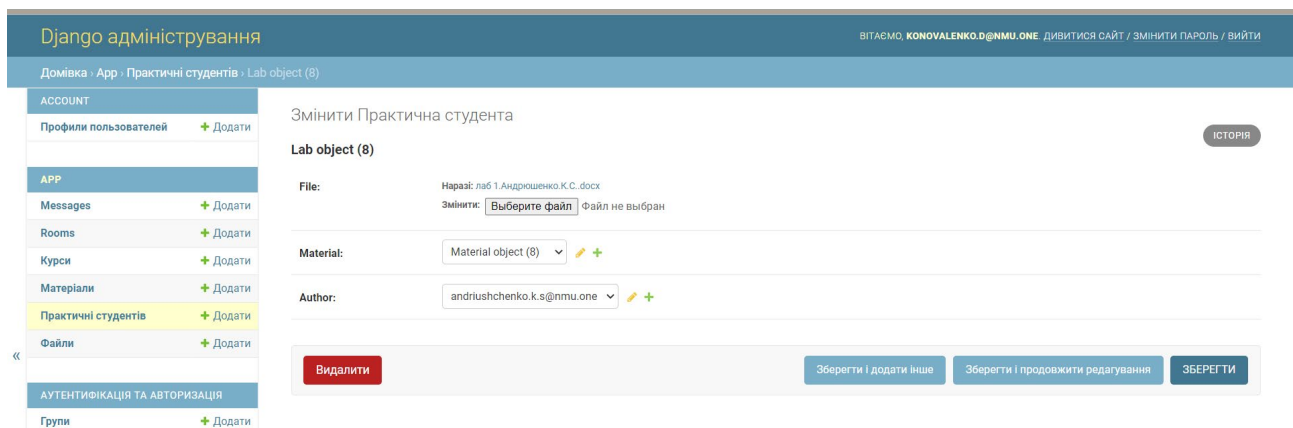 Django адміністрування
ВІТАЄМО, KONOVALENKO.D@NMU.ONE. ДИВИТИСЯ САЙТ / ЗМІНИТИ ПАРОЛЬ / ВИЙТИ
Домівка › App › Практичні студентів › Lab object (8)
ACCOUNT
Профили пользователей + Додати
APP
Messages + Додати
Rooms + Додати
Курси + Додати
Матеріали + Додати
Практичні студентів + Додати
Файли + Додати
АУТЕНТИФІКАЦІЯ ТА АВТОРИЗАЦІЯ
Групи + Додати
«
Змінити Практична студента
ІСТОРІЯ
Lab object (8)
File:
Наразі: лаб 1.Андрюшенко.К.С..docx
Змінити: Выберите файл Файл не выбран
Material: Material object (8)
Author: andriushchenko.k.s@nmu.one
Видалити Зберегти і додати інше Зберегти і продовжити редагування ЗБЕРЕГТИ